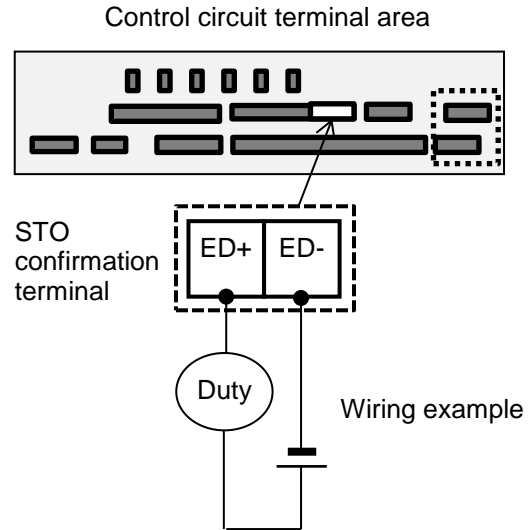 Control circuit terminal area
STO
confirmation
terminal
ED+
ED-
Duty
Wiring example